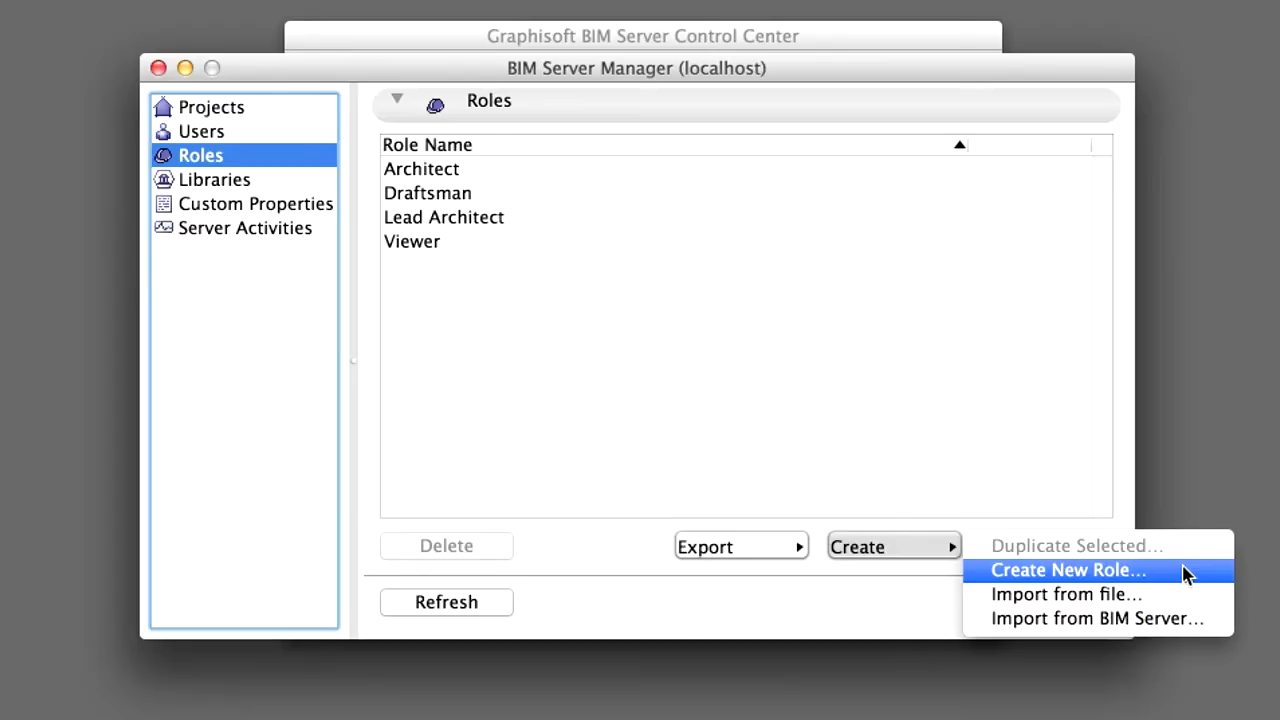 Graphisoft BIM Server Control Center
BIM Server Manager (localhost)
Projects
Users
Roles
Libraries
Custom Properties
Server Activities
Roles
Role Name
Architect
Draftsman
Lead Architect
Viewer
Delete
Export
Create
Duplicate Selected...
Create New Role...
Import from file...
Import from BIM Server...
Refresh